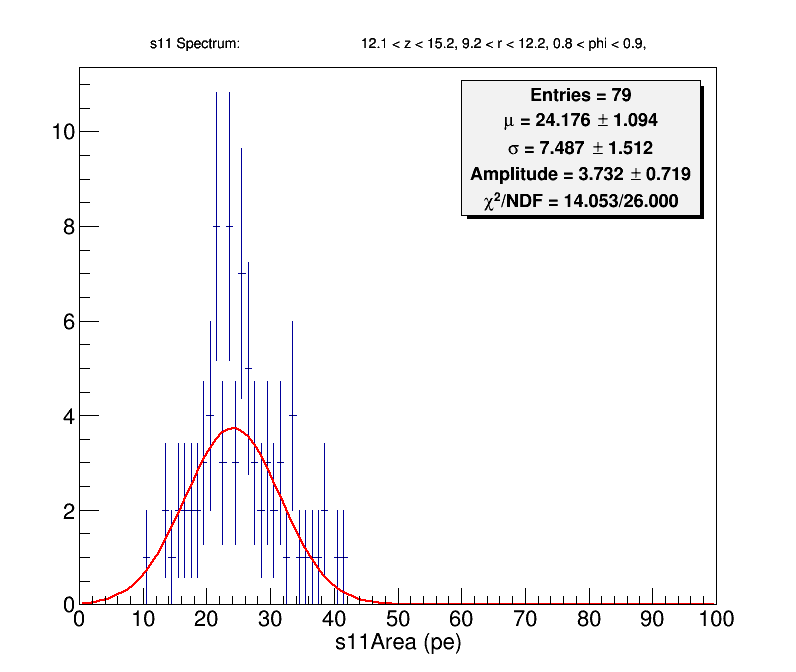 s11 Spectrum: 12.1 < z < 15.2, 9.2 < r < 12.2, 0.8 < phi < 0.9,
Entries = 79
μ = 24.176 ± 1.094
σ = 7.487 ± 1.512
Amplitude = 3.732 ± 0.719
χ²/NDF = 14.053/26.000
10
8
6
4
2
0
0 10 20 30 40 50 60 70 80 90 100
s11Area (pe)